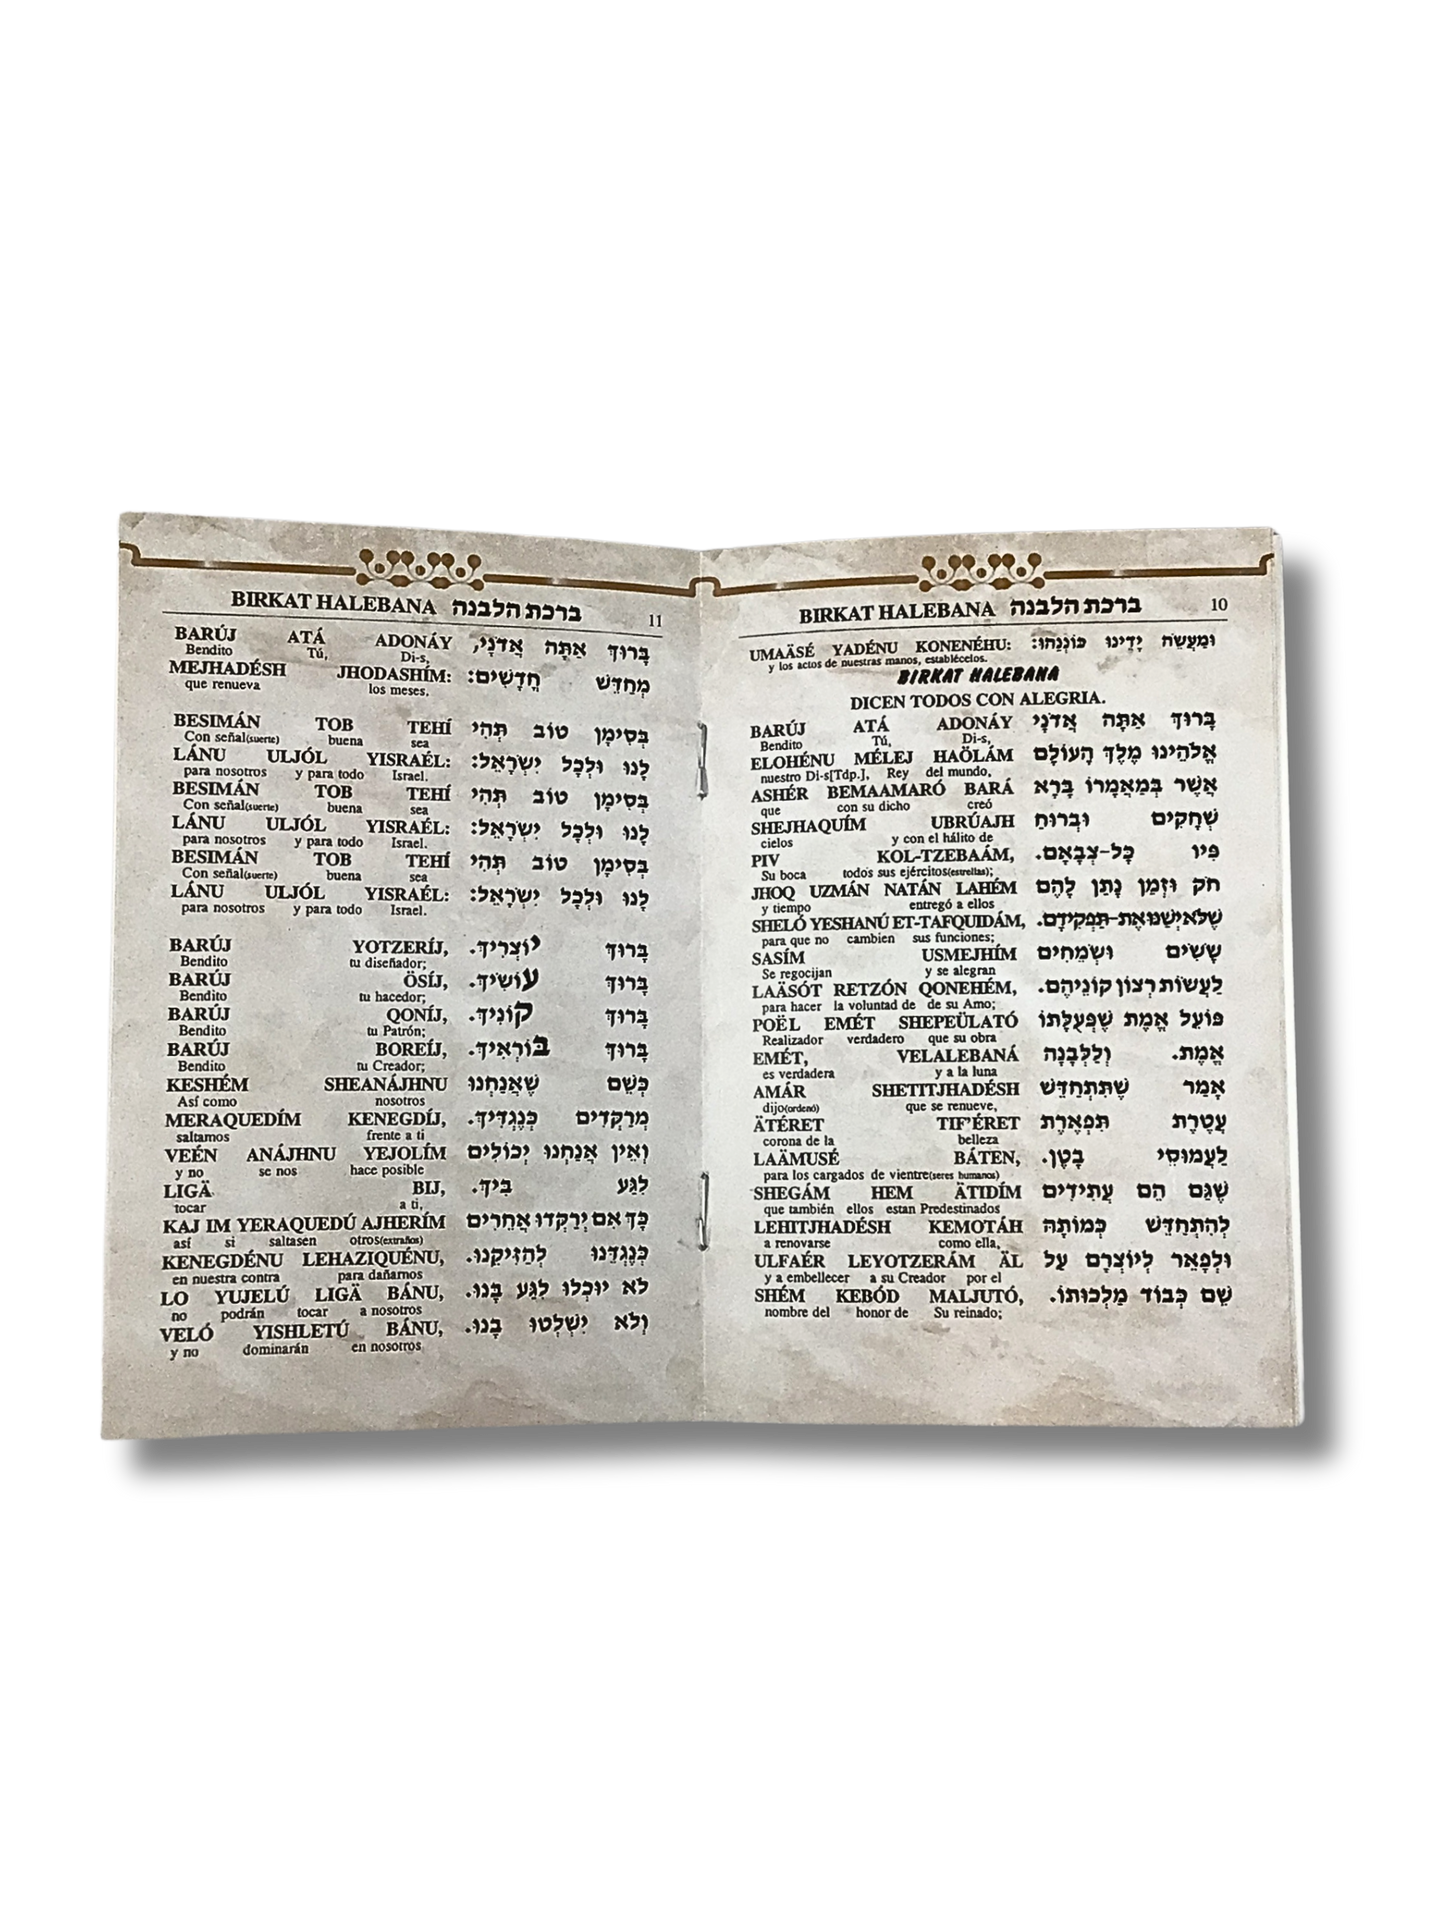 BIRKAT HALEBANA ברכת הלבנה 10
UMAÄSÉ YADÉNU KONENÉHU: וּמַעֲשֵׂה יָדֵינוּ כּוֹנְנֵהוּ:
y los actos de nuestras manos, establécelos.
BIRKAT HALEBANA
DICEN TODOS CON ALEGRIA.
BARÚJ ATÁ ADONÁY בָּרוּךְ אַתָּה אֲדֹנָי
Bendito Tú, Di-s,
ELOHÉNU MÉLEJ HAÖLÁM אֱלֹהֵינוּ מֶלֶךְ הָעוֹלָם
nuestro Di-s[Tdp.], Rey del mundo,
ASHÉR BEMAAMARÓ BARÁ אֲשֶׁר בְּמַאֲמָרוֹ בָּרָא
que con su dicho creó
SHEJHAQUÍM UBRÚAJH שְׁחָקִים וּבְרוּחַ
cielos y con el hálito de
PIV KOL-TZEBAÁM, פִּיו כָּל-צְבָאָם.
Su boca todos sus ejércitos(estrellas);
JHOQ UZMÁN NATÁN LAHÉM חֹק וּזְמַן נָתַן לָהֶם
y tiempo entregó a ellos
SHELÓ YESHANÚ ET-TAFQUIDÁM, שֶׁלֹּא יְשַׁנּוּ אֶת-תַּפְקִידָם.
para que no cambien sus funciones;
SASÍM USMEJHÍM שָׂשִׂים וּשְׂמֵחִים
Se regocijan y se alegran
LAÄSÓT RETZÓN QONEHÉM, לַעֲשׂוֹת רְצוֹן קוֹנֵיהֶם.
para hacer la voluntad de de su Amo;
POËL EMÉT SHEPEÜLATÓ פּוֹעֵל אֱמֶת שֶׁפְּעֻלָּתוֹ
Realizador verdadero que su obra
EMÉT, VELALEBANÁ אֱמֶת. וְלַלְּבָנָה
es verdadera y a la luna
AMÁR SHETITJHADÉSH אָמַר שֶׁתִּתְחַדֵּשׁ
dijo(ordenó) que se renueve,
ÄTÉRET TIF'ÉRET עֲטֶרֶת תִּפְאֶרֶת
corona de la belleza
LAÄMUSÉ BÁTEN, לַעֲמוּסֵי בָטֶן.
para los cargados de vientre(seres humanos)
SHEGÁM HEM ÄTIDÍM שֶׁגַּם הֵם עֲתִידִים
que también ellos estan Predestinados
LEHITJHADÉSH KEMOTÁH לְהִתְחַדֵּשׁ כְּמוֹתָהּ
a renovarse como ella,
ULFAÉR LEYOTZERÁM ÄL וּלְפָאֵר לְיוֹצְרָם עַל
y a embellecer a su Creador por el
SHÉM KEBÓD MALJUTÓ, שֵׁם כְּבוֹד מַלְכוּתוֹ.
nombre del honor de Su reinado;
BIRKAT HALEBANA ברכת הלבנה 11
BARÚJ ATÁ ADONÁY בָּרוּךְ אַתָּה אֲדֹנָי,
Bendito Tú, Di-s,
MEJHADÉSH JHODASHÍM: מְחַדֵּשׁ חֳדָשִׁים:
que renueva los meses.
BESIMÁN TOB TEHÍ בְּסִימָן טוֹב תְּהִי
Con señal(suerte) buena sea
LÁNU ULJÓL YISRAÉL: לָנוּ וּלְכָל יִשְׂרָאֵל:
para nosotros y para todo Israel.
BESIMÁN TOB TEHÍ בְּסִימָן טוֹב תְּהִי
Con señal(suerte) buena sea
LÁNU ULJÓL YISRAÉL: לָנוּ וּלְכָל יִשְׂרָאֵל:
para nosotros y para todo Israel.
BESIMÁN TOB TEHÍ בְּסִימָן טוֹב תְּהִי
Con señal(suerte) buena sea
LÁNU ULJÓL YISRAÉL: לָנוּ וּלְכָל יִשְׂרָאֵל:
para nosotros y para todo Israel.
BARÚJ YOTZERÍJ, בָּרוּךְ יוֹצְרִיךְ.
Bendito tu diseñador;
BARÚJ ÖSÍJ, בָּרוּךְ עוֹשִׂיךְ.
Bendito tu hacedor;
BARÚJ QONÍJ, בָּרוּךְ קוֹנִיךְ.
Bendito tu Patrón;
BARÚJ BOREÍJ, בָּרוּךְ בּוֹרְאִיךְ.
Bendito tu Creador;
KESHÉM SHEANÁJHNU כְּשֵׁם שֶׁאֲנַחְנוּ
Así como nosotros
MERAQUEDÍM KENEGDÍJ, מְרַקְּדִים כְּנֶגְדִּיךְ.
saltamos frente a ti
VEÉN ANÁJHNU YEJOLÍM וְאֵין אֲנַחְנוּ יְכוֹלִים
y no se nos hace posible
LIGÄ BIJ, לִגַּע בִּיךְ.
tocar a ti,
KAJ IM YERAQUEDÚ AJHERÍM כָּךְ אִם יְרַקְּדוּ אֲחֵרִים
así si saltasen otros(extraños)
KENEGDÉNU LEHAZIQUÉNU, כְּנֶגְדֵּנוּ לְהַזִּיקֵנוּ.
en nuestra contra para dañarnos
LO YUJELÚ LIGÄ BÁNU, לֹא יוּכְלוּ לִגַּע בָּנוּ.
no podrán tocar a nosotros
VELÓ YISHLETÚ BÁNU, וְלֹא יִשְׁלְטוּ בָנוּ.
y no dominarán en nosotros